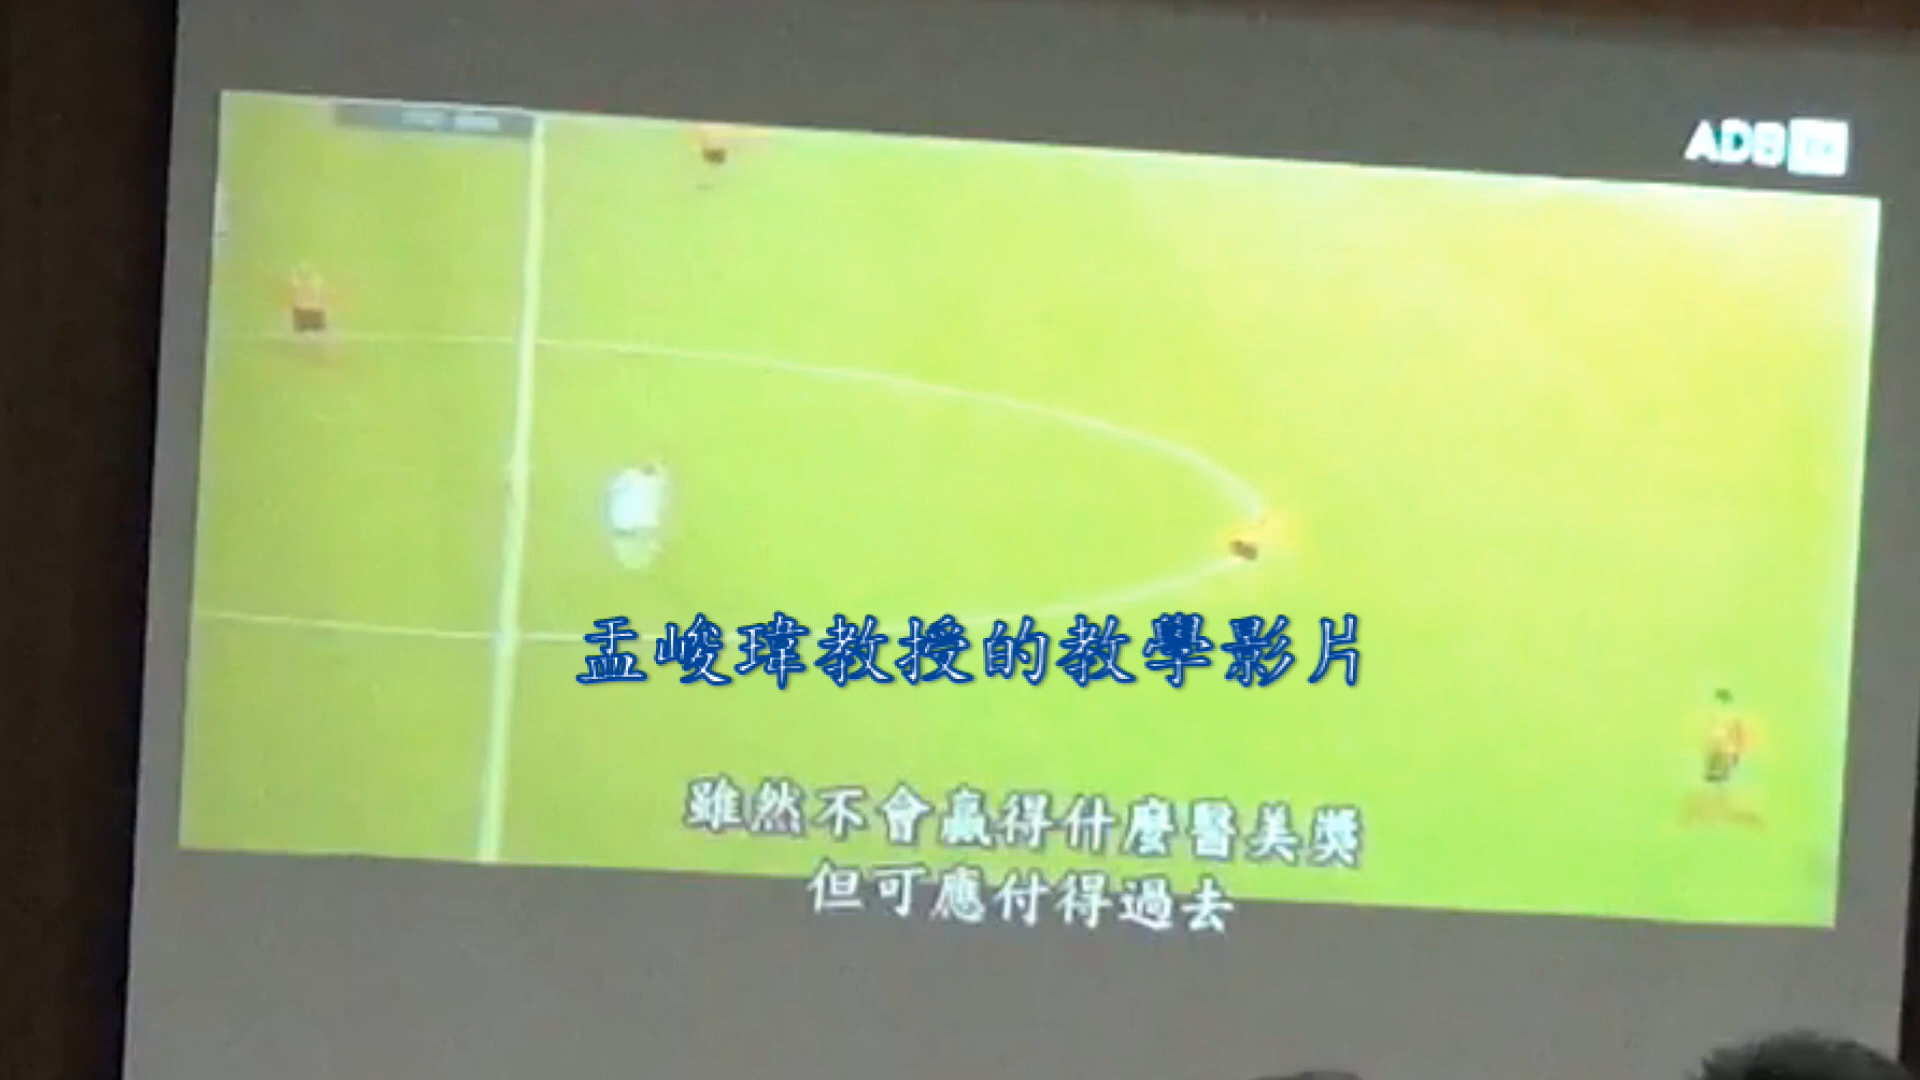 ADB
盂峻瑋教授的教學影片
雖然不會贏得什麼醫美獎
但可應付得過去